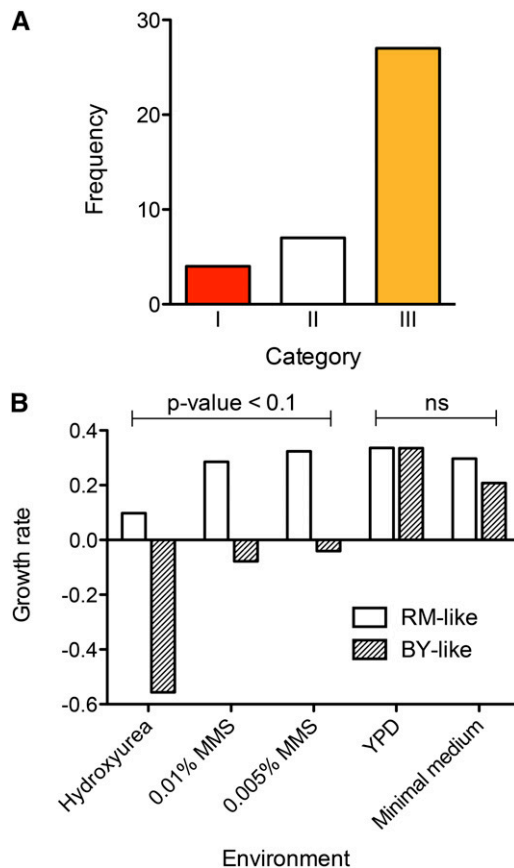 A
30
20
10
0
Frequency
I II III
Category
B
p-value < 0.1 ns
0.4
0.2
0.0
-0.2
-0.4
-0.6
Growth rate
RM-like
BY-like
Hydroxyurea
0.01% MMS
0.005% MMS
YPD
Minimal medium
Environment